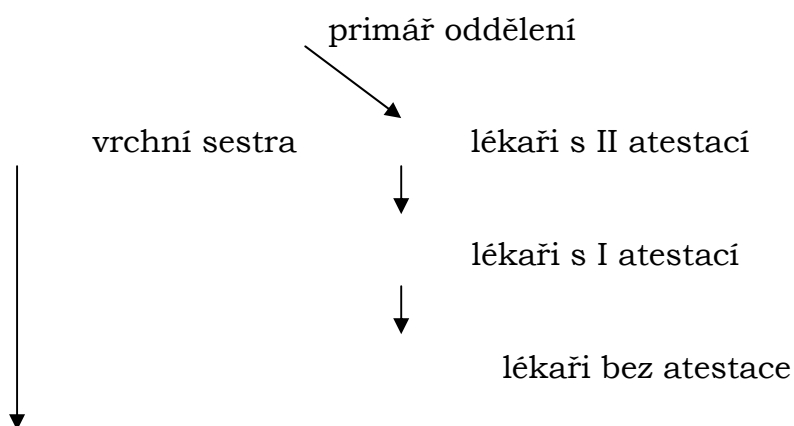 primář oddělení
vrchní sestra lékaři s II atestací
lékaři s I atestací
lékaři bez atestace